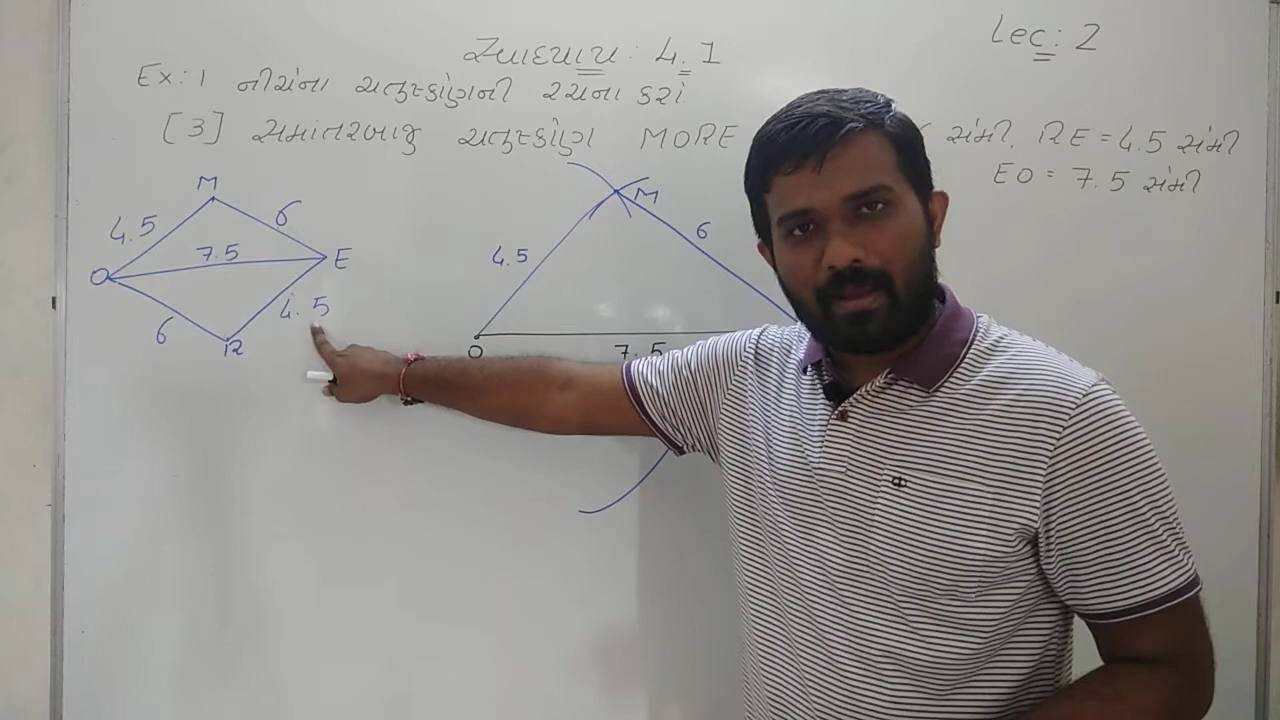 સ્વાધ્યાય : 4.1
Lec: 2
Ex: 1 નીચેના ચતુષ્કોણની રચના કરો
[3] સમાંતરબાજુ ચતુષ્કોણ MORE સેમી, RE = 4.5 સેમી
EO = 7.5 સેમી
M
4.5
6
7.5
O
E
4.5
6
R
M
4.5
6
O
7.5